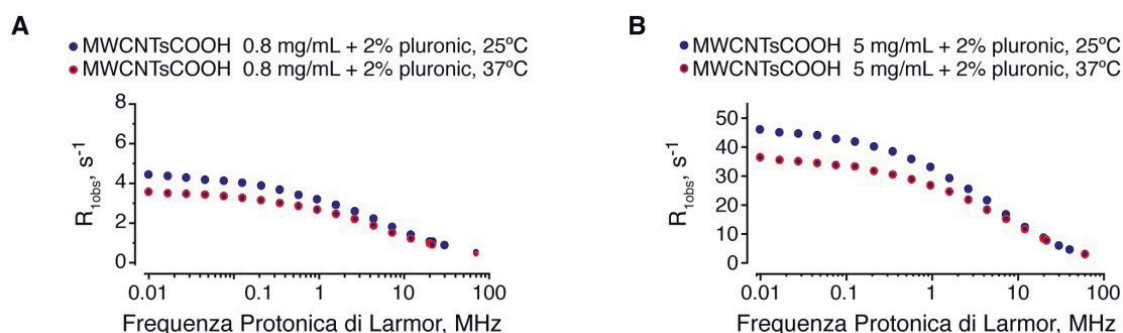 A
MWCNTsCOOH 0.8 mg/mL + 2% pluronic, 25ºC
MWCNTsCOOH 0.8 mg/mL + 2% pluronic, 37ºC
8
6
4
2
0
R1obs, s-1
0.01 0.1 1 10 100
Frequenza Protonica di Larmor, MHz
B
MWCNTsCOOH 5 mg/mL + 2% pluronic, 25ºC
MWCNTsCOOH 5 mg/mL + 2% pluronic, 37ºC
50
40
30
20
10
0
R1obs, s-1
0.01 0.1 1 10 100
Frequenza Protonica di Larmor, MHz